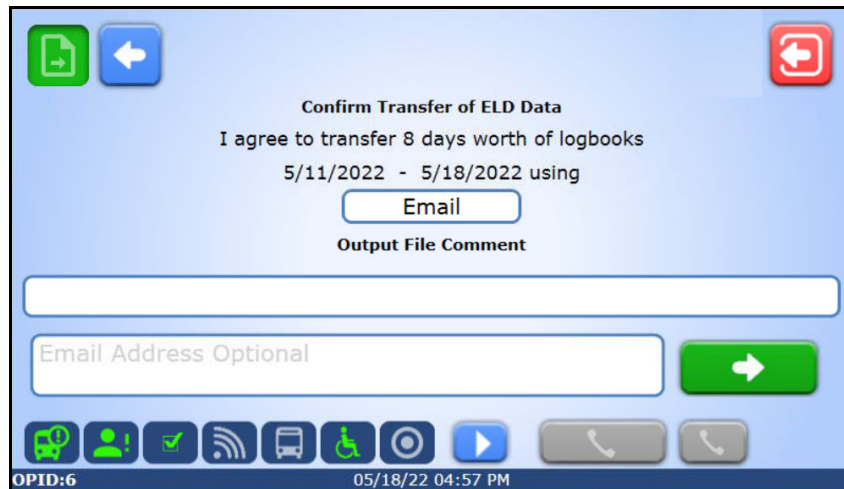 Confirm Transfer of ELD Data
I agree to transfer 8 days worth of logbooks
5/11/2022 - 5/18/2022 using
Email
Output File Comment
Email Address Optional
OPID:6 05/18/22 04:57 PM